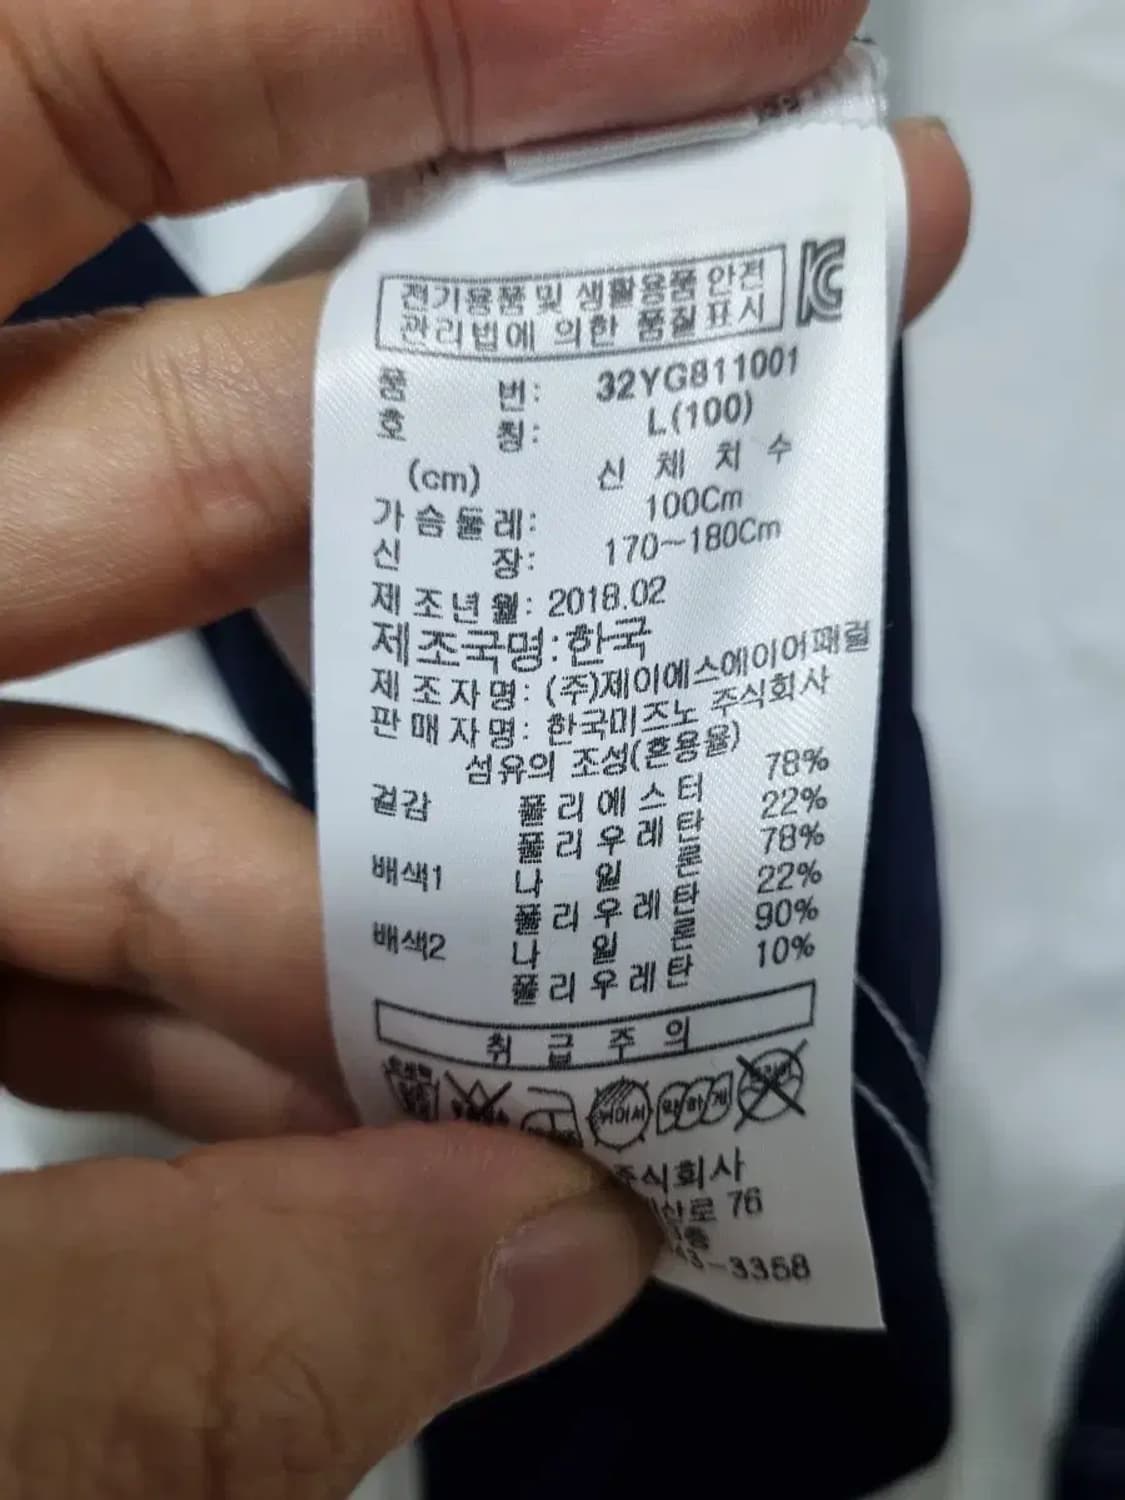 전기용품 및 생활용품 안전
관리법에 의한 품질표시
품 번: 32YG811001
호 칭: L(100)
(cm) 신 체 치 수
가슴둘레: 100Cm
신 장: 170~180Cm
제조년월: 2018.02
제조국명:한국
제조자명: (주)제이에스에이어패럴
판매자명: 한국미즈노 주식회사
섬유의 조성(혼용율)
겉감 폴리에스터 78%
폴리우레탄 22%
배색1 나일론 78%
폴리우레탄 22%
배색2 나일론 90%
폴리우레탄 10%
취급주의
약하게
주식회사
산로 76
층
-3358